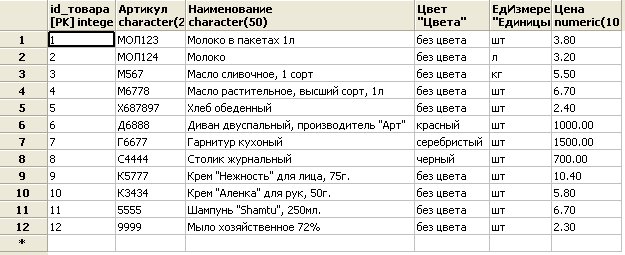 id_товара Артикул Наименование Цвет ЕдИзмере Цена
[PK] intege character(2 character(50) "Цвета" "Единицы numeric(10
1 1 МОЛ123 Молоко в пакетах 1л без цвета шт 3.80
2 2 МОЛ124 Молоко без цвета л 3.20
3 3 М567 Масло сливочное, 1 сорт без цвета кг 5.50
4 4 М6778 Масло растительное, высший сорт, 1л без цвета шт 6.70
5 5 Х687897 Хлеб обеденный без цвета шт 2.40
6 6 Д6888 Диван двуспальный, производитель "Арт" красный шт 1000.00
7 7 Г6677 Гарнитур кухоный серебристый шт 1500.00
8 8 С4444 Столик журнальный черный шт 700.00
9 9 К5777 Крем "Нежность" для лица, 75г. без цвета шт 10.40
10 10 К3434 Крем "Аленка" для рук, 50г. без цвета шт 5.80
11 11 5555 Шампунь "Shamtu", 250мл. без цвета шт 6.70
12 12 9999 Мыло хозяйственное 72% без цвета шт 2.30
*